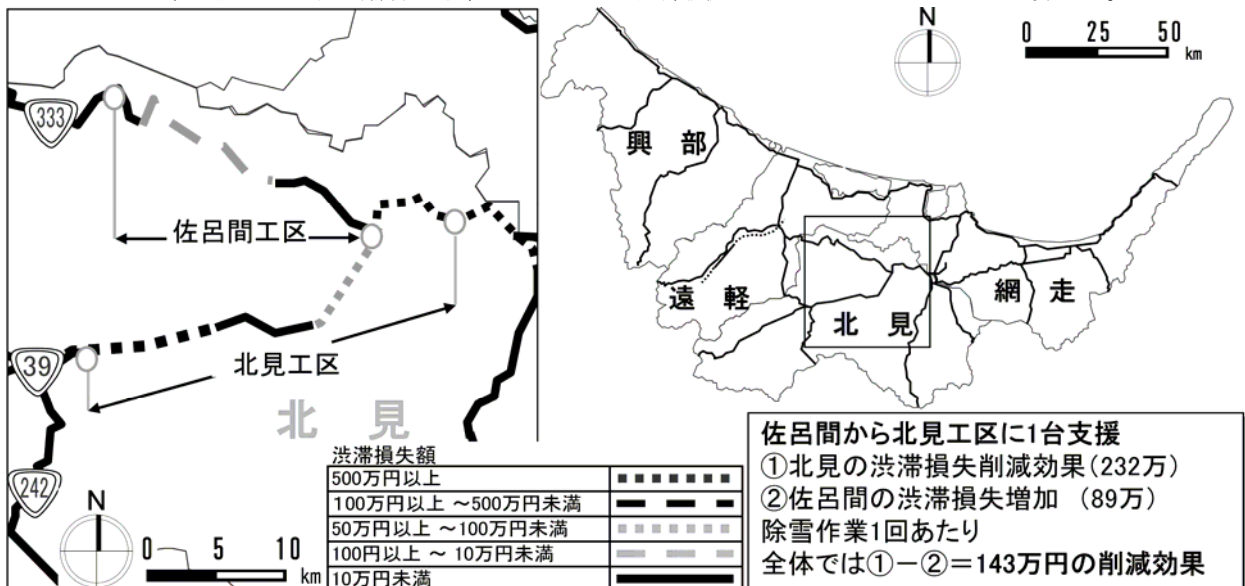 333
佐呂間工区
北見工区
39
242
北 見
N
0 5 10
km
N
0 25 50
km
興 部
遠 軽
北 見
網 走
渋滞損失額
500万円以上
100万円以上 ~500万円未満
50万円以上 ~100万円未満
100円以上 ~ 10万円未満
10万円未満
佐呂間から北見工区に1台支援
①北見の渋滞損失削減効果(232万)
②佐呂間の渋滞損失増加 (89万)
除雪作業1回あたり
全体では①-②=143万円の削減効果